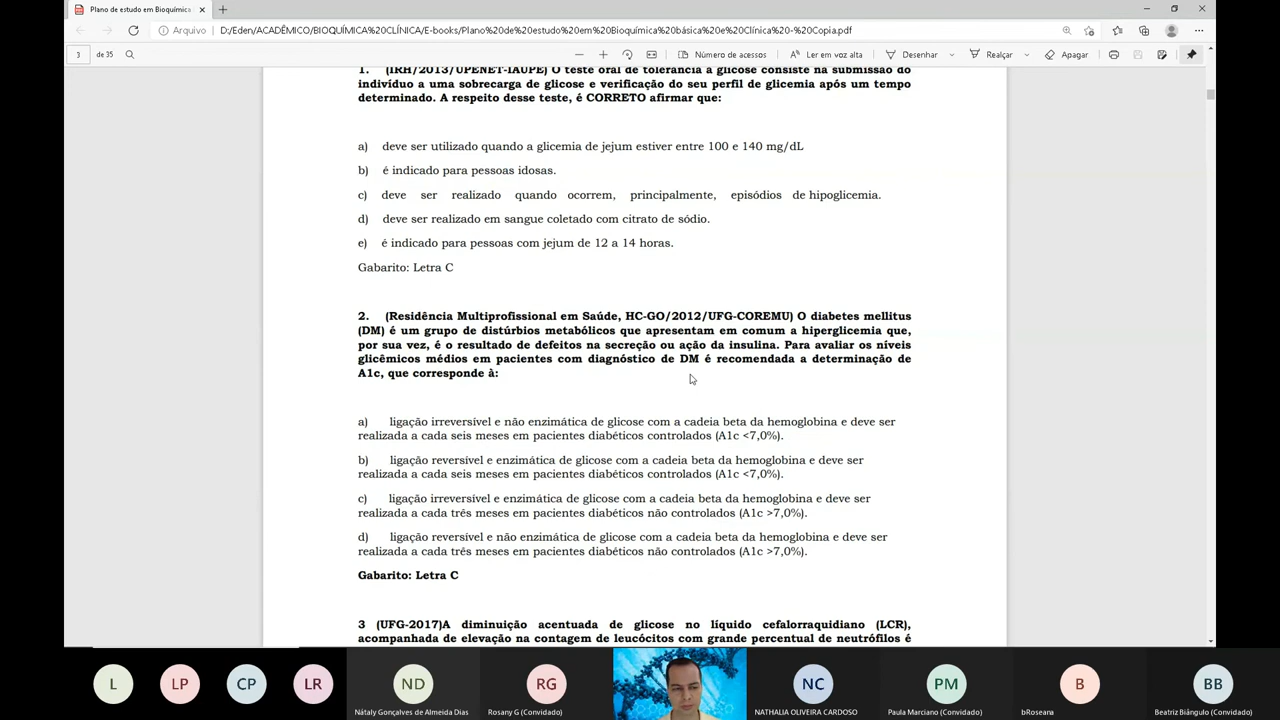 Plano de estudo em Bioquímica
Arquivo
D:/Eden/ACADÊMICO/BIOQUÍMICA%20CLÍNICA/E-books/Plano%20de%20estudo%20em%20Bioquímica%20básica%20e%20Clínica%20-%20Copia.pdf
3 de 35
Número de acessos
Ler em voz alta
Desenhar
Realçar
Apagar
1. (IRH/2013/UPENET-IAUPE) O teste oral de tolerância à glicose consiste na submissão do
indivíduo a uma sobrecarga de glicose e verificação do seu perfil de glicemia após um tempo
determinado. A respeito desse teste, é CORRETO afirmar que:
a) deve ser utilizado quando a glicemia de jejum estiver entre 100 e 140 mg/dL
b) é indicado para pessoas idosas.
c) deve ser realizado quando ocorrem, principalmente, episódios de hipoglicemia.
d) deve ser realizado em sangue coletado com citrato de sódio.
e) é indicado para pessoas com jejum de 12 a 14 horas.
Gabarito: Letra C
2. (Residência Multiprofissional em Saúde, HC-GO/2012/UFG-COREMU) O diabetes mellitus
(DM) é um grupo de distúrbios metabólicos que apresentam em comum a hiperglicemia que,
por sua vez, é o resultado de defeitos na secreção ou ação da insulina. Para avaliar os níveis
glicêmicos médios em pacientes com diagnóstico de DM é recomendada a determinação de
A1c, que corresponde à:
a) ligação irreversível e não enzimática de glicose com a cadeia beta da hemoglobina e deve ser
realizada a cada seis meses em pacientes diabéticos controlados (A1c <7,0%).
b) ligação reversível e enzimática de glicose com a cadeia beta da hemoglobina e deve ser
realizada a cada seis meses em pacientes diabéticos controlados (A1c <7,0%).
c) ligação irreversível e enzimática de glicose com a cadeia beta da hemoglobina e deve ser
realizada a cada três meses em pacientes diabéticos não controlados (A1c >7,0%).
d) ligação reversível e não enzimática de glicose com a cadeia beta da hemoglobina e deve ser
realizada a cada três meses em pacientes diabéticos não controlados (A1c >7,0%).
Gabarito: Letra C
3 (UFG-2017)A diminuição acentuada de glicose no líquido cefalorraquidiano (LCR),
acompanhada de elevação na contagem de leucócitos com grande percentual de neutrófilos é
L
LP
CP
LR
ND
Nátaly Gonçalves de Almeida Dias
RG
Rosany G (Convidado)
NC
NATHALIA OLIVEIRA CARDOSO
PM
Paula Marciano (Convidado)
B
bRoseana
BB
Beatriz Biângulo (Convidado)